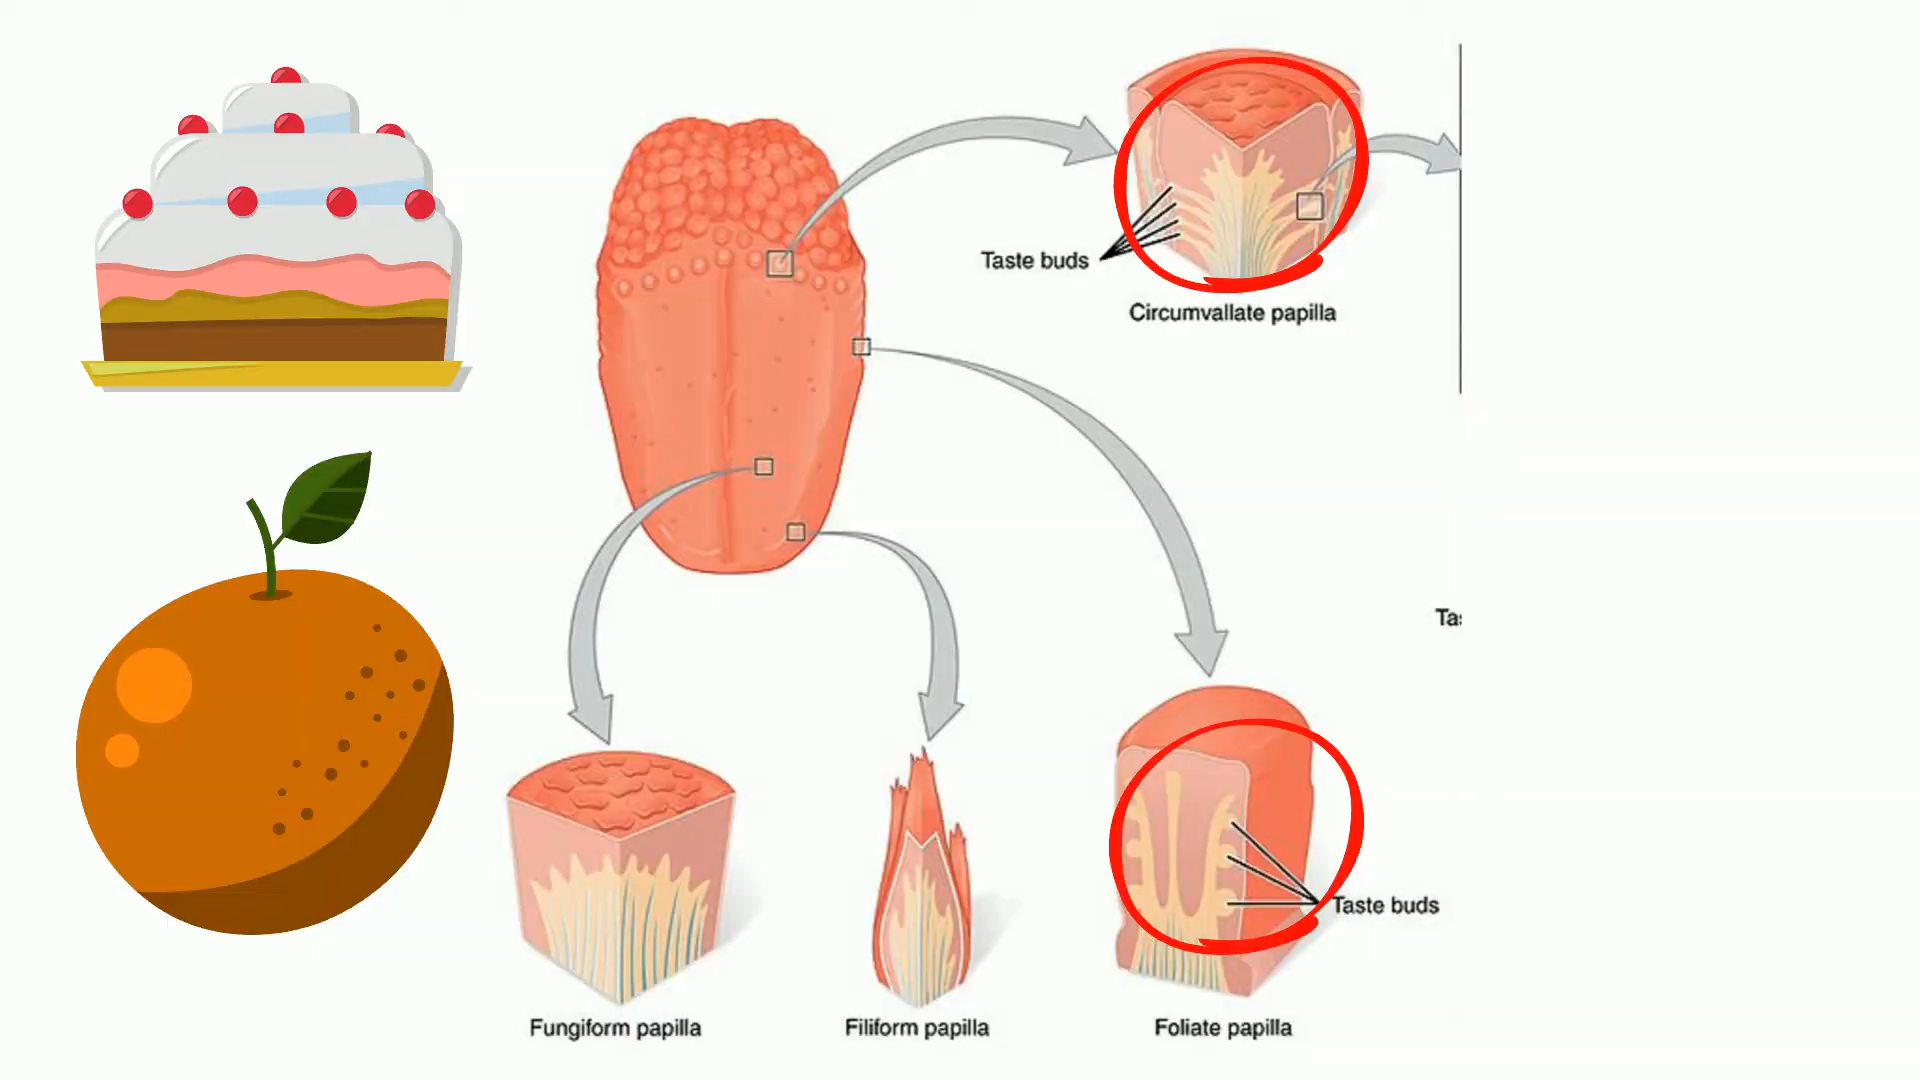 Taste buds
Circumvallate papilla
Taste buds
Fungiform papilla
Filiform papilla
Foliate papilla